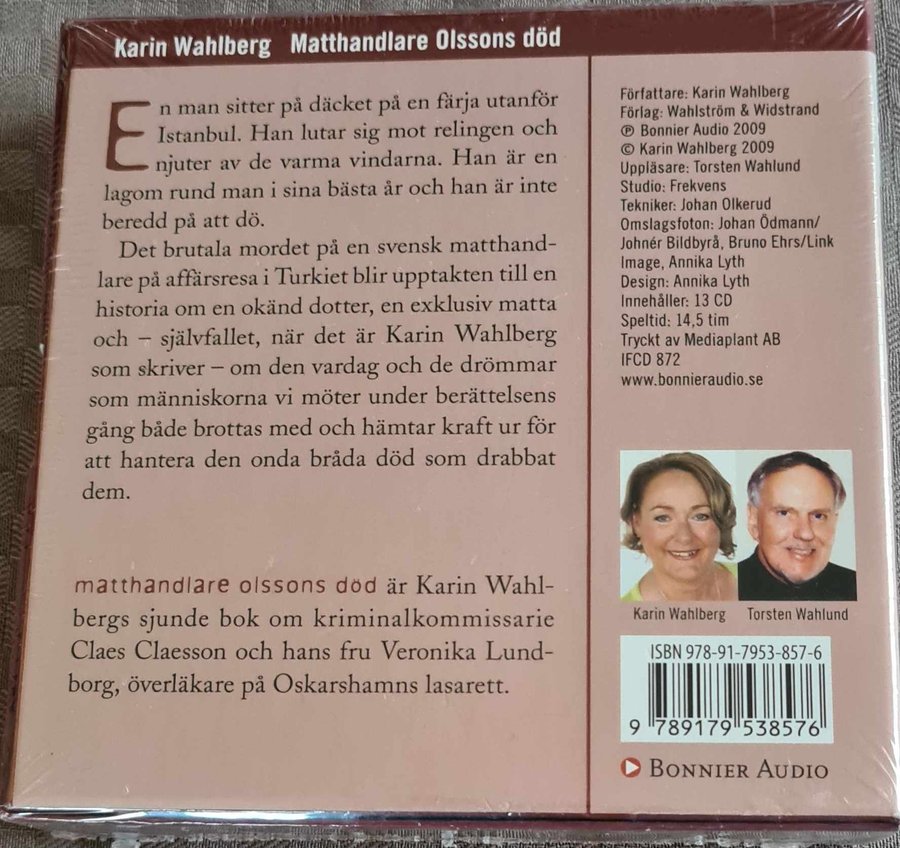 Karin Wahlberg Matthandlare Olssons död
En man sitter på däcket på en färja utanför
Istanbul. Han lutar sig mot relingen och
njuter av de varma vindarna. Han är en
lagom rund man i sina bästa år och han är inte
beredd på att dö.
Det brutala mordet på en svensk matthand-
lare på affärsresa i Turkiet blir upptakten till en
historia om en okänd dotter, en exklusiv matta
och – självfallet, när det är Karin Wahlberg
som skriver – om den vardag och de drömmar
som människorna vi möter under berättelsens
gång både brottas med och hämtar kraft ur för
att hantera den onda bråda död som drabbat
dem.
matthandlare olssons död är Karin Wahl-
bergs sjunde bok om kriminalkommissarie
Claes Claesson och hans fru Veronika Lund-
borg, överläkare på Oskarshamns lasarett.
Författare: Karin Wahlberg
Förlag: Wahlström & Widstrand
℗ Bonnier Audio 2009
© Karin Wahlberg 2009
Uppläsare: Torsten Wahlund
Studio: Frekvens
Tekniker: Johan Olkerud
Omslagsfoton: Johan Ödmann/
Johnér Bildbyrå, Bruno Ehrs/Link
Image, Annika Lyth
Design: Annika Lyth
Innehåller: 13 CD
Speltid: 14,5 tim
Tryckt av Mediaplant AB
IFCD 872
www.bonnieraudio.se
Karin Wahlberg Torsten Wahlund
ISBN 978-91-7953-857-6
9 789179 538576
Bonnier Audio